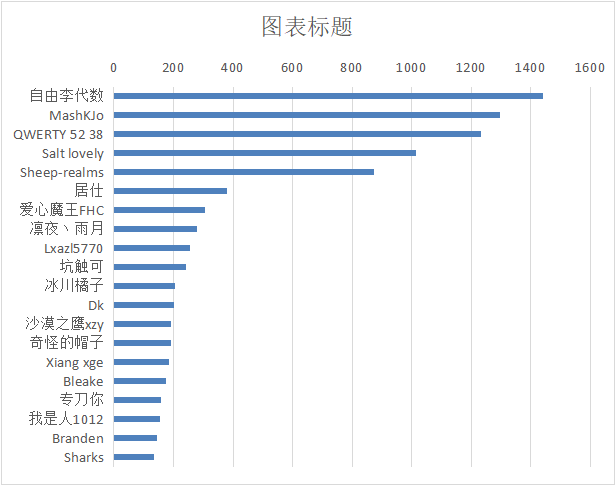 图表标题
0 200 400 600 800 1000 1200 1400 1600
自由李代数
MashKJo
QWERTY 52 38
Salt lovely
Sheep-realms
居仕
爱心魔王FHC
凛夜丶雨月
Lxazl5770
坑触可
冰川橘子
Dk
沙漠之鹰xzy
奇怪的帽子
Xiang xge
Bleake
专刀你
我是人1012
Branden
Sharks